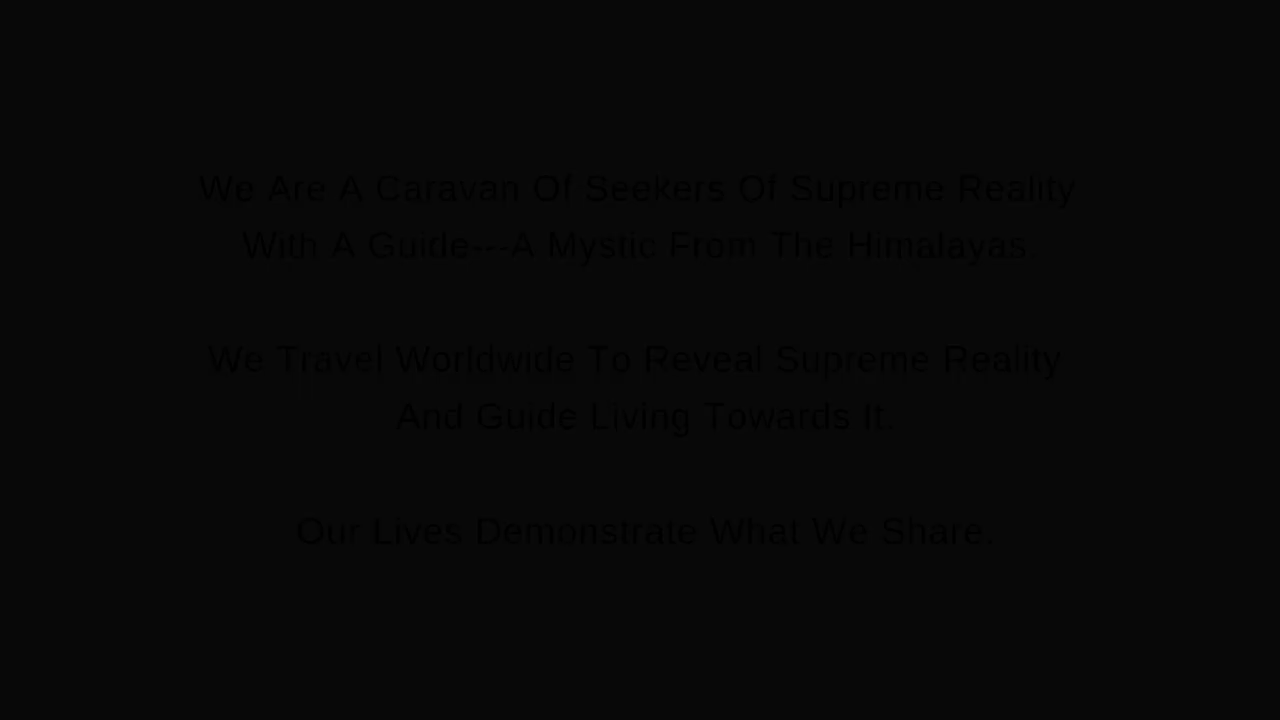 We Are A Caravan Of Seekers Of Supreme Reality
With A Guide---A Mystic From The Himalayas.
We Travel Worldwide To Reveal Supreme Reality
And Guide Living Towards It.
Our Lives Demonstrate What We Share.